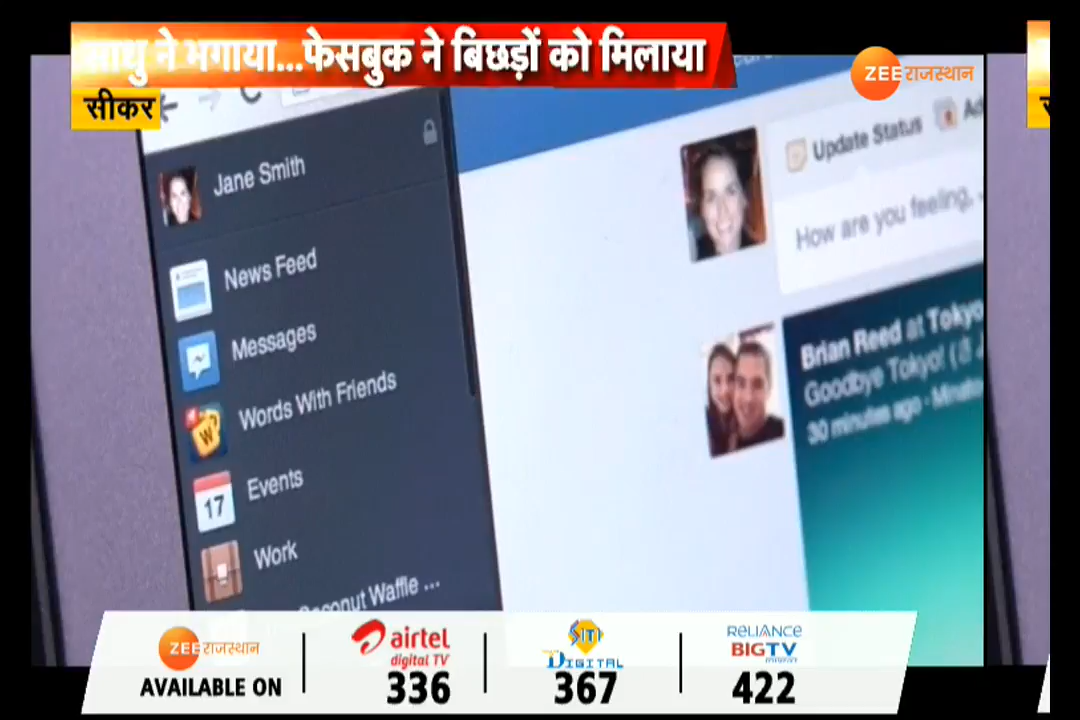 साधु ने भगाया...फेसबुक ने बिछड़ों को मिलाया
सीकर
ZEE राजस्थान
Jane Smith
News Feed
Messages
Words With Friends
Events
17
Work
Coconut Waffle ...
Update Status
How are you feeling,
Brian Reed at Tokyo
Goodbye Tokyo!
30 minutes ago
ZEE राजस्थान
AVAILABLE ON
airtel
digital TV
336
SITI
DIGITAL
367
RELIANCE
BIGTV
422